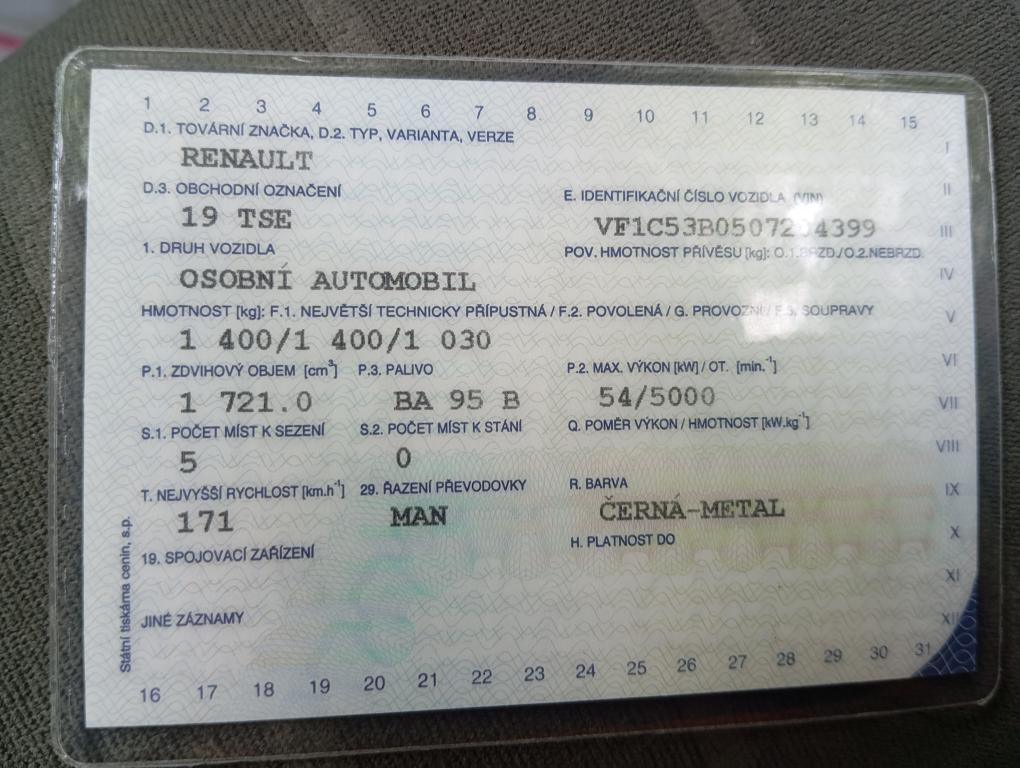 1 2 3 4 5 6 7 8 9 10 11 12 13 14 15
D.1. TOVÁRNÍ ZNAČKA, D.2. TYP, VARIANTA, VERZE
I
RENAULT
D.3. OBCHODNÍ OZNAČENÍ E. IDENTIFIKAČNÍ ČÍSLO VOZIDLA (VIN) II
19 TSE III
1. DRUH VOZIDLA POV. HMOTNOST PŘÍVĚSU [kg]: O.1.BRZD./O.2.NEBRZD.
OSOBNÍ AUTOMOBIL IV
HMOTNOST [kg]: F.1. NEJVĚTŠÍ TECHNICKY PŘÍPUSTNÁ / F.2. POVOLENÁ / G. PROVOZNÍ / F.3. SOUPRAVY V
1 400/1 400/1 030
P.1. ZDVIHOVÝ OBJEM [cm³] P.3. PALIVO P.2. MAX. VÝKON [kW] / OT. [min.⁻¹] VI
1 721.0 BA 95 B 54/5000 VII
S.1. POČET MÍST K SEZENÍ S.2. POČET MÍST K STÁNÍ Q. POMĚR VÝKON / HMOTNOST [kW.kg⁻¹]
5 0 VIII
T. NEJVYŠŠÍ RYCHLOST [km.h⁻¹] 29. ŘAZENÍ PŘEVODOVKY R. BARVA IX
171 MAN ČERNÁ-METAL
19. SPOJOVACÍ ZAŘÍZENÍ H. PLATNOST DO X
XI
JINÉ ZÁZNAMY XII
Státní tiskárna cenin, s.p.
16 17 18 19 20 21 22 23 24 25 26 27 28 29 30 31